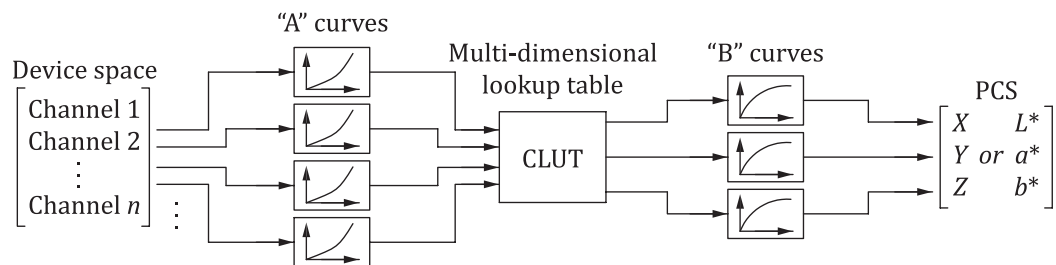 “A” curves
Device space
Channel 1
Channel 2
⋮
Channel n
⋮
Multi-dimensional
lookup table
CLUT
“B” curves
PCS
X L*
Y or a*
Z b*